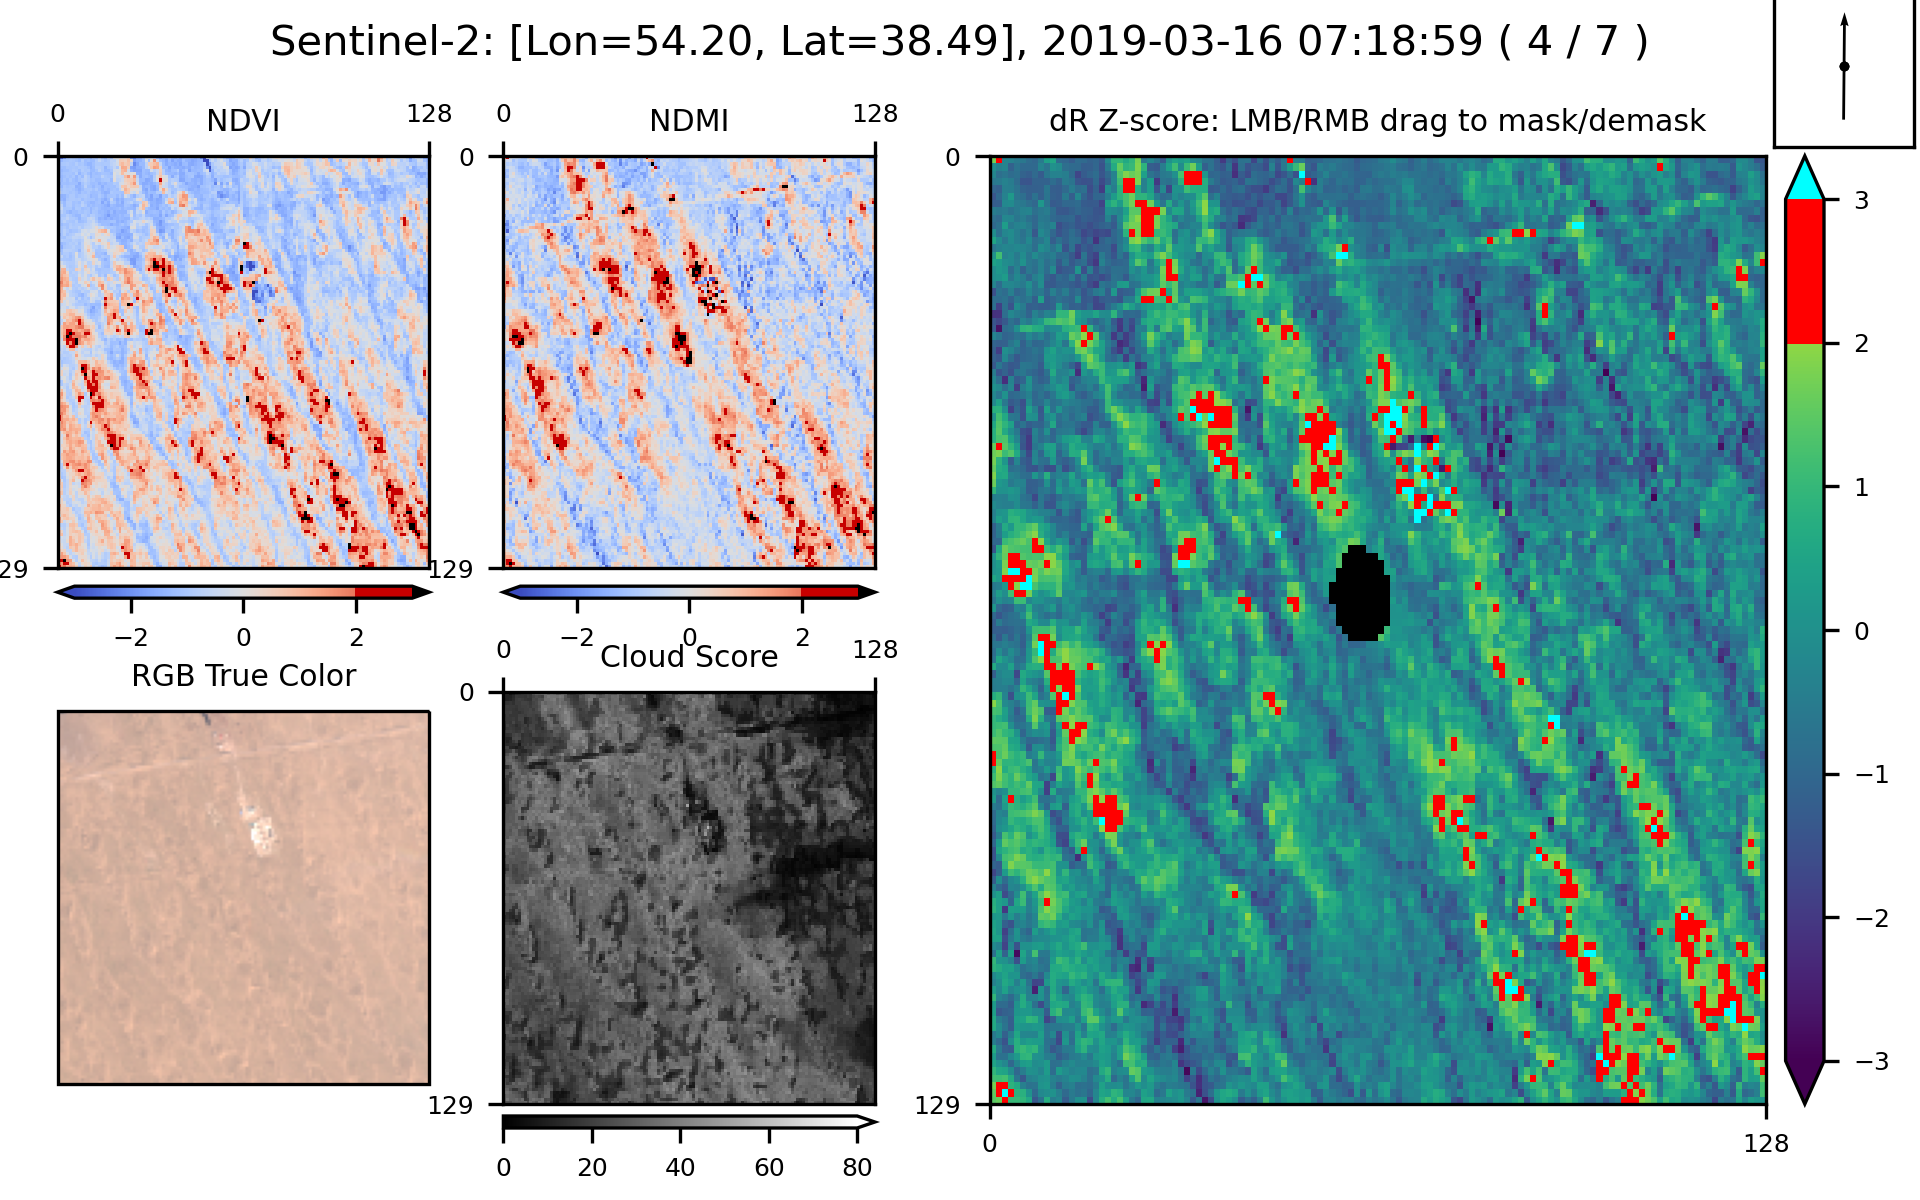 Sentinel-2: [Lon=54.20, Lat=38.49], 2019-03-16 07:18:59 ( 4 / 7 )
0 NDVI 128
0 NDMI 128
dR Z-score: LMB/RMB drag to mask/demask
0
0
0
3
2
1
0
−1
−2
−3
29
129
−2 0 2
−2 0 2
RGB True Color
0 Cloud Score 128
0
129
129
0 20 40 60 80
0 128